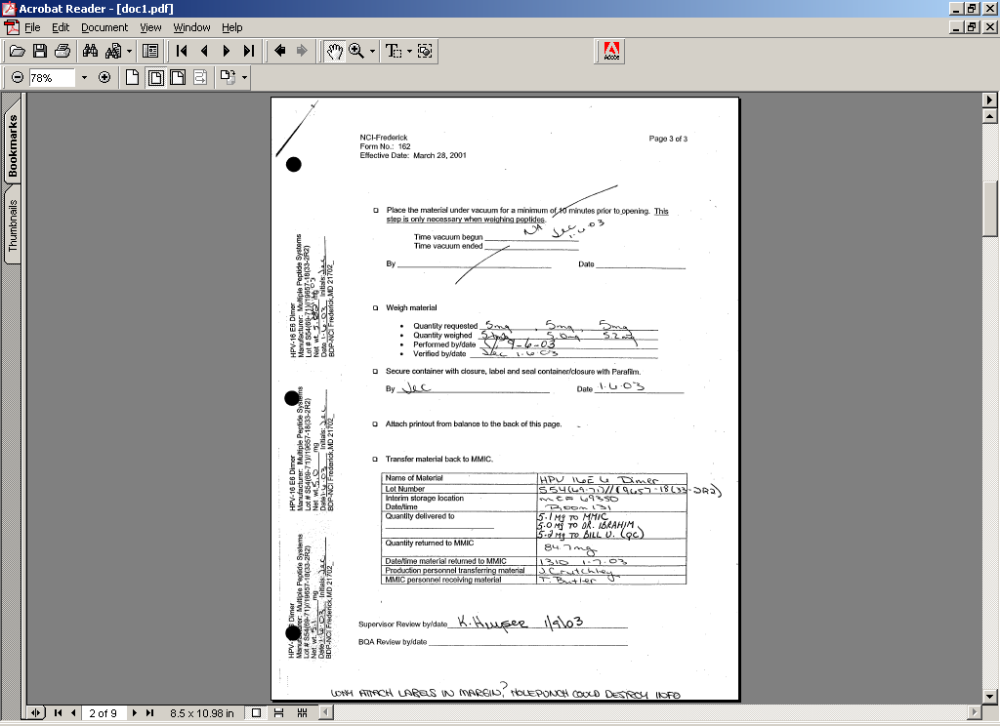 Acrobat Reader - [doc1.pdf]
File Edit Document View Window Help
Adobe
78%
Bookmarks
Thumbnails
NCI-Frederick
Form No.: 162
Effective Date: March 28, 2001
Page 3 of 3
Place the material under vacuum for a minimum of 10 minutes prior to opening. This
step is only necessary when weighing peptides.
NA Jec 1-6-03
Time vacuum begun
Time vacuum ended
By Date
Weigh material
Quantity requested 5mg, 5mg, 5mg
Quantity weighed 5.1mg 5.0mg 5.2mg
Performed by/date -6-03
Verified by/date Jec 1-6-03
Secure container with closure, label and seal container/closure with Parafilm.
By Jec Date 1-6-03
Attach printout from balance to the back of this page.
Transfer material back to MMIC.
Name of Material HPV 16E6 Dimer
Lot Number S54(69-71)//19657-18(33-2R2)
Interim storage location MCE 69350
Date/time Room 131
Quantity delivered to 5.1 mg TO MMIC
5.0 mg TO DR. IBRAHIM
5.2 mg TO BILL U. (QC)
Quantity returned to MMIC 84.7mg
Date/time material returned to MMIC 1310 1-7-03
Production personnel transferring material J. Crutchley
MMIC personnel receiving material T. Butler
Supervisor Review by/date 1/9/03
BQA Review by/date
WHY ATTACH LABELS IN MARGIN? HOLEPUNCH COULD DESTROY INFO
HPV-16 E6 Dimer
Manufacturer: Multiple Peptide Systems
Lot # S54(69-71)//19657-18(33-2R2)
Net wt. 5.2 mg
Date: 1-6-03 Initials: Jec
BDP-NCI Frederick, MD 21702
HPV-16 E6 Dimer
Manufacturer: Multiple Peptide Systems
Lot # S54(69-71)//19657-18(33-2R2)
Net wt. 5.0 mg
Date: 1-6-03 Initials: Jec
BDP-NCI Frederick, MD 21702
HPV- Dimer
Manufacturer: Multiple Peptide Systems
Lot # S54(69-71)//19657-18(33-2R2)
Net wt. 5.1 mg
Date: 1-6-03 Initials: Jec
BDP-NCI Frederick, MD 21702
2 of 9
8.5 x 10.98 in